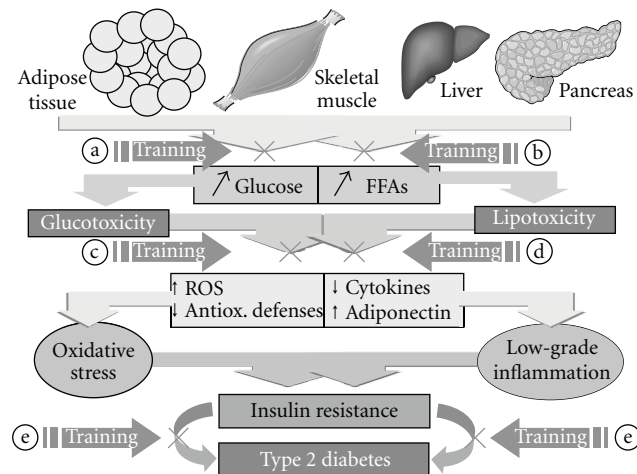 Adipose
tissue
Skeletal
muscle
Liver
Pancreas
a Training
Training b
↗ Glucose
↗ FFAs
Glucotoxicity
Lipotoxicity
c Training
Training d
↑ ROS
↓ Antiox. defenses
↓ Cytokines
↑ Adiponectin
Oxidative
stress
Low-grade
inflammation
Insulin resistance
e Training
Training e
Type 2 diabetes